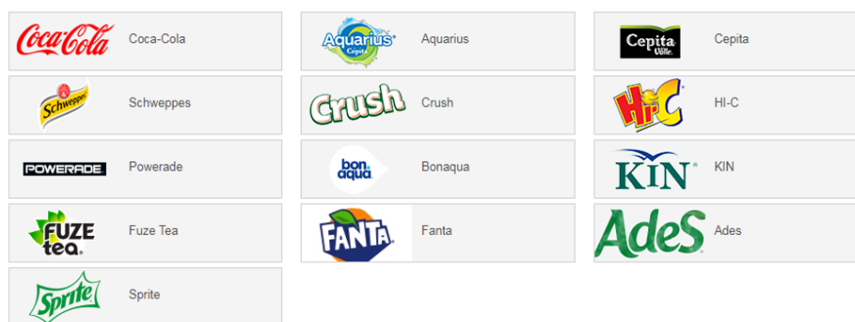 Coca-Cola Coca-Cola
Aquarius Cepita Aquarius
Cepita Ville. Cepita
Schweppes Schweppes
Crush Crush
Hi-C HI-C
POWERADE Powerade
bon aqua Bonaqua
KIN KIN
FUZE tea Fuze Tea
FANTA Fanta
AdeS Ades
Sprite Sprite